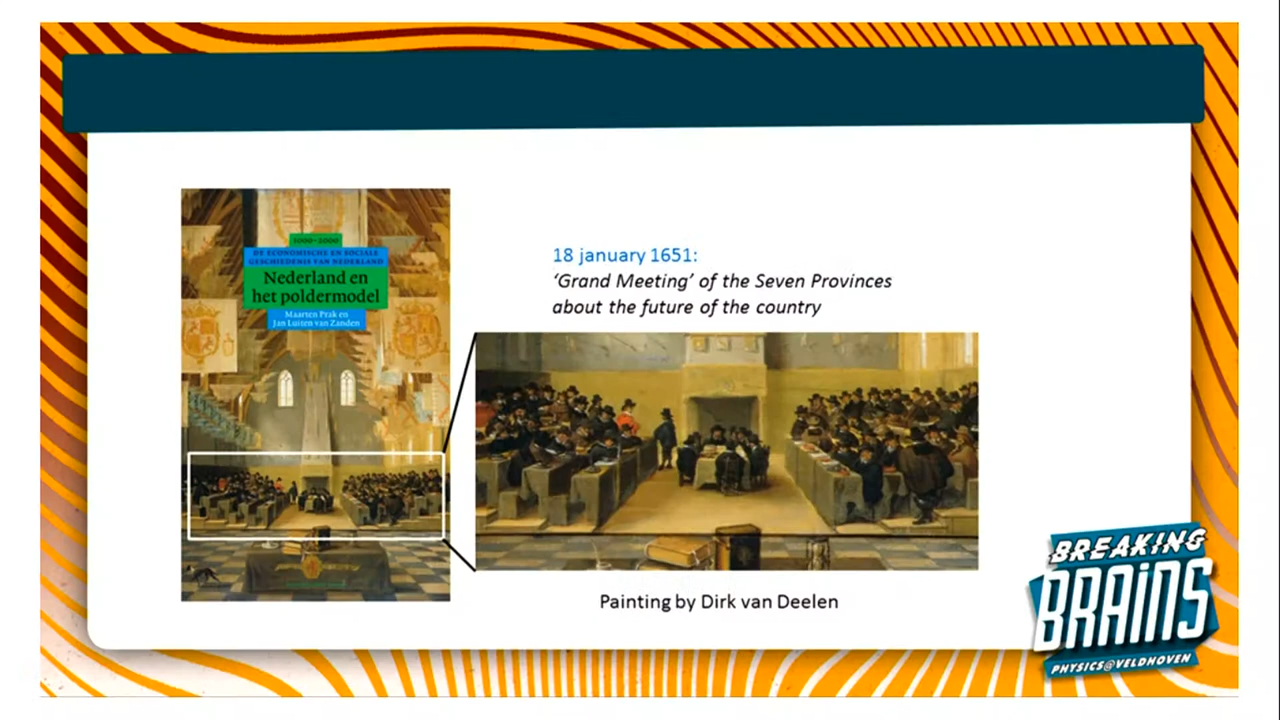 1000–2000
DE ECONOMISCHE EN SOCIALE
GESCHIEDENIS VAN NEDERLAND
Nederland en
het poldermodel
Maarten Prak en
Jan Luiten van Zanden
18 january 1651:
‘Grand Meeting’ of the Seven Provinces
about the future of the country
Painting by Dirk van Deelen
BREAKING
BRAINS
PHYSICS@VELDHOVEN